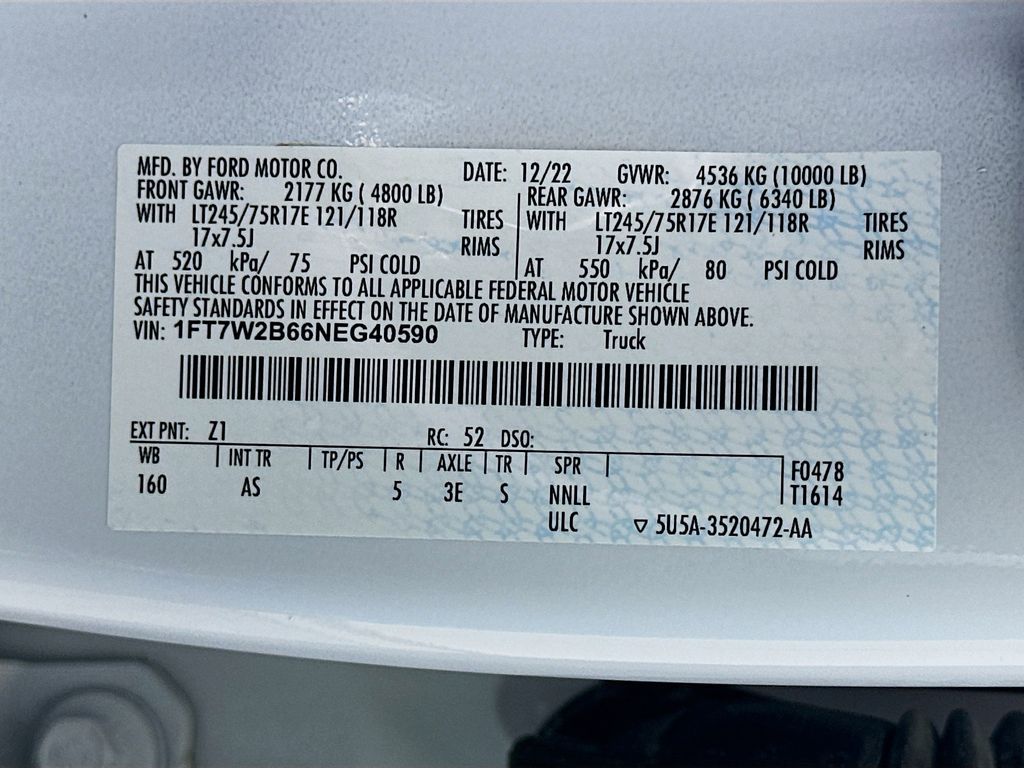 MFD. BY FORD MOTOR CO. DATE: 12/22 GVWR: 4536 KG (10000 LB)
FRONT GAWR: 2177 KG ( 4800 LB) REAR GAWR: 2876 KG ( 6340 LB)
WITH LT245/75R17E 121/118R TIRES WITH LT245/75R17E 121/118R TIRES
17x7.5J RIMS 17x7.5J RIMS
AT 520 kPa/ 75 PSI COLD AT 550 kPa/ 80 PSI COLD
THIS VEHICLE CONFORMS TO ALL APPLICABLE FEDERAL MOTOR VEHICLE
SAFETY STANDARDS IN EFFECT ON THE DATE OF MANUFACTURE SHOWN ABOVE.
VIN: 1FT7W2B66NEG40590 TYPE: Truck
EXT PNT: Z1 RC: 52 DSO:
WB INT TR TP/PS R AXLE TR SPR F0478
160 AS 5 3E S NNLL T1614
ULC ▽ 5U5A-3520472-AA